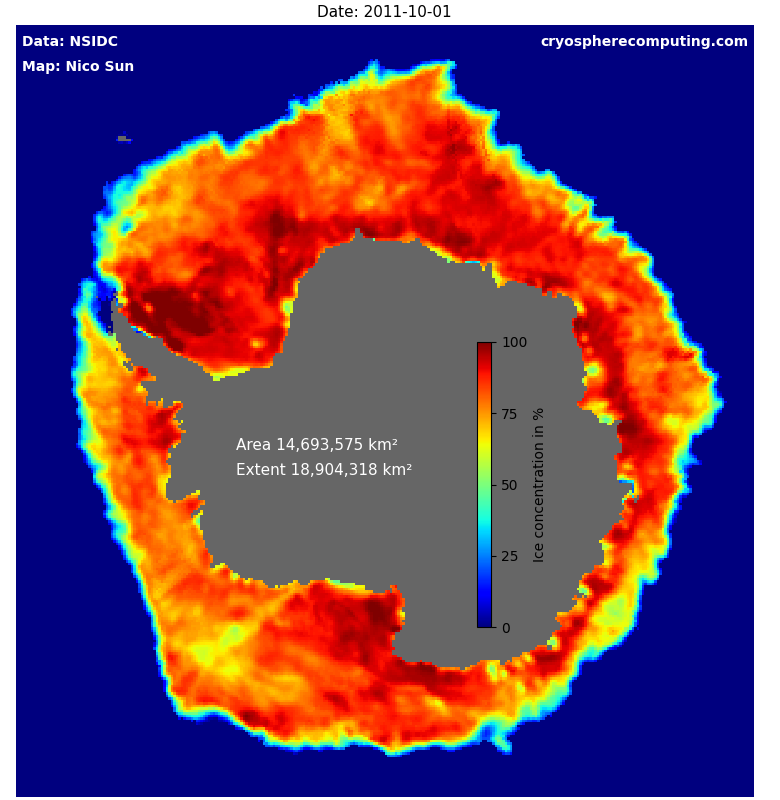 Date: 2011-10-01
Data: NSIDC
cryospherecomputing.com
Map: Nico Sun
100
75
50
25
0
Ice concentration in %
Area 14,693,575 km²
Extent 18,904,318 km²